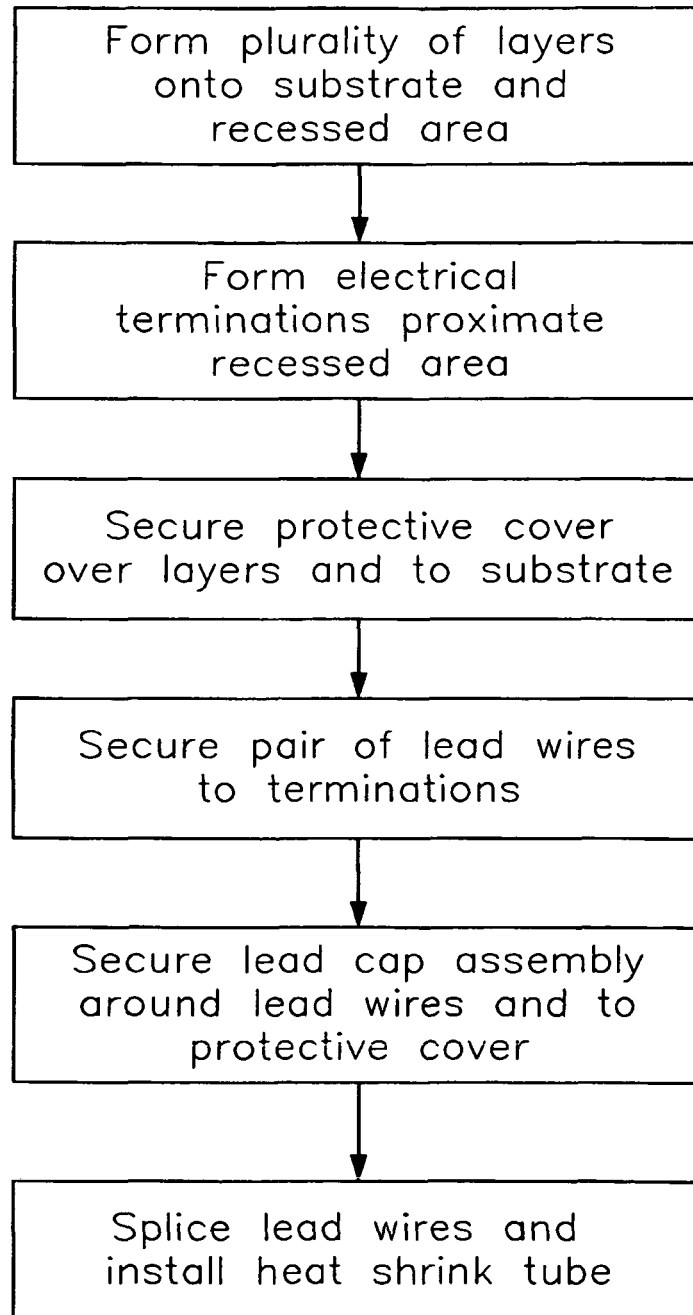 Form plurality of layers
onto substrate and
recessed area
Form electrical
terminations proximate
recessed area
Secure protective cover
over layers and to substrate
Secure pair of lead wires
to terminations
Secure lead cap assembly
around lead wires and to
protective cover
Splice lead wires and
install heat shrink tube